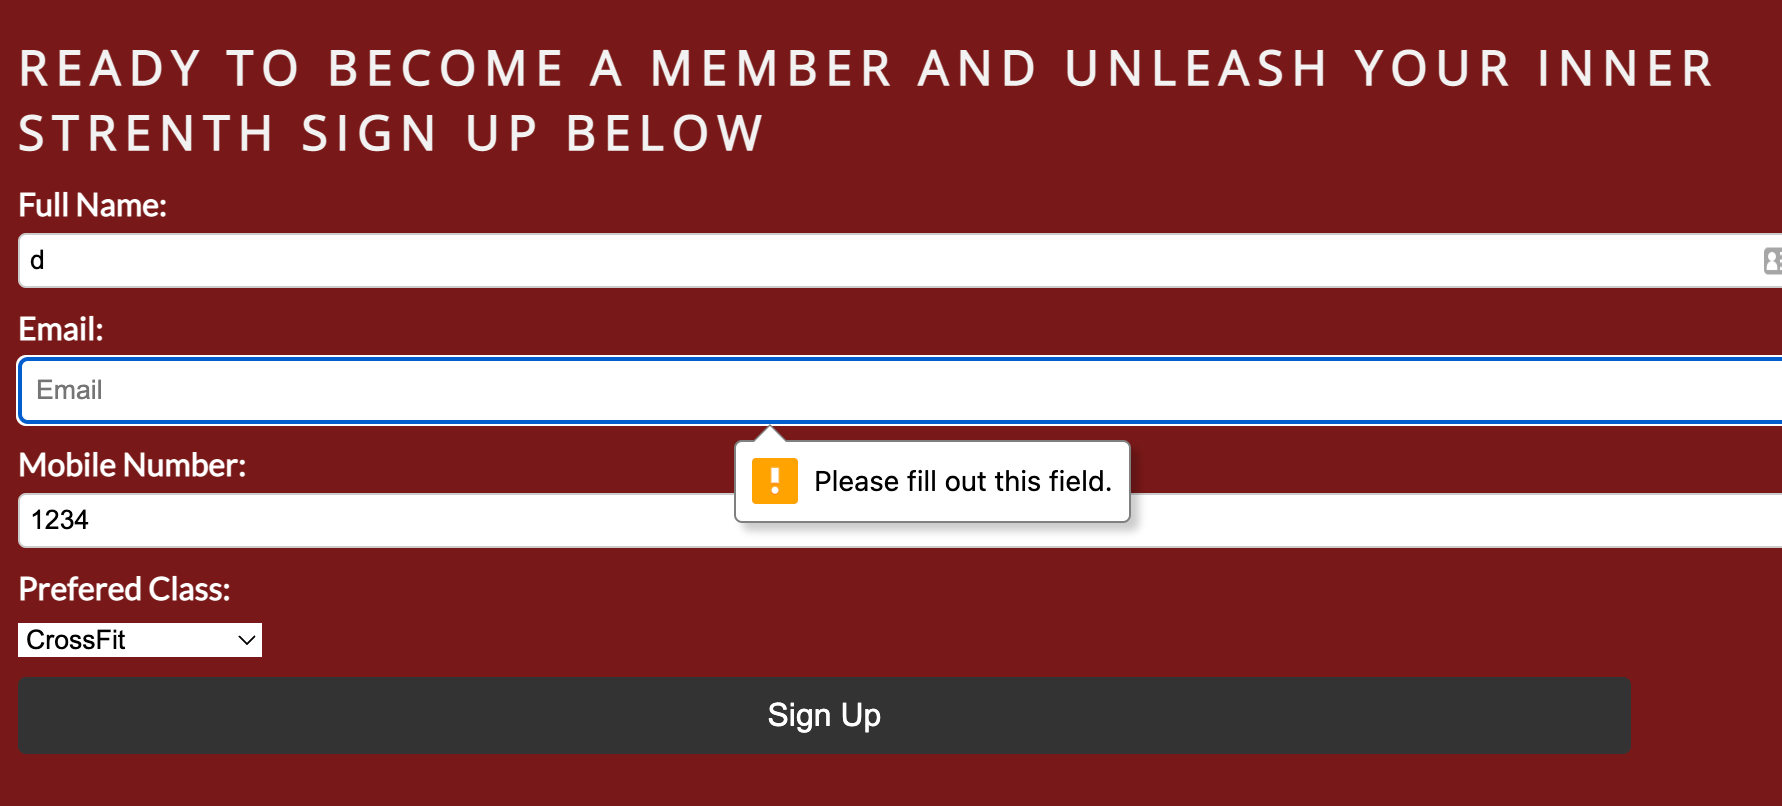 READY TO BECOME A MEMBER AND UNLEASH YOUR INNER
STRENTH SIGN UP BELOW
Full Name:
d
Email:
Email
Please fill out this field.
Mobile Number:
1234
Prefered Class:
CrossFit
Sign Up